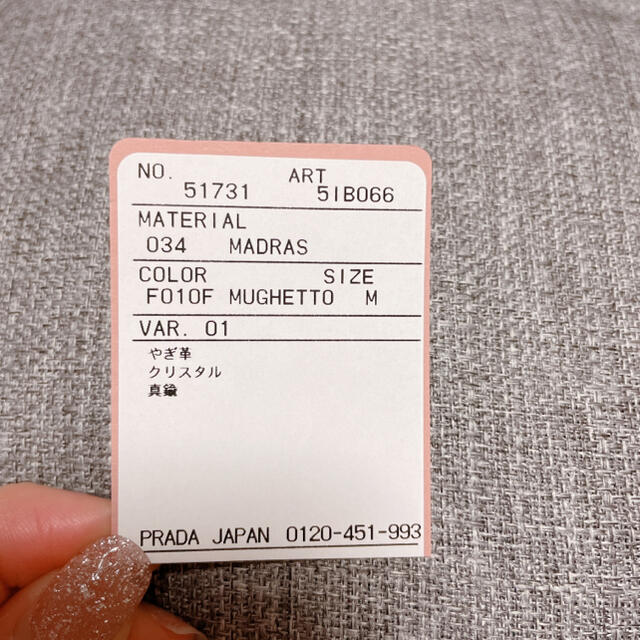 NO. ART
51731 5IB066
MATERIAL
034 MADRAS
COLOR SIZE
F010F MUGHETTO M
VAR. 01
やぎ革
クリスタル
真鍮
PRADA JAPAN 0120-451-993